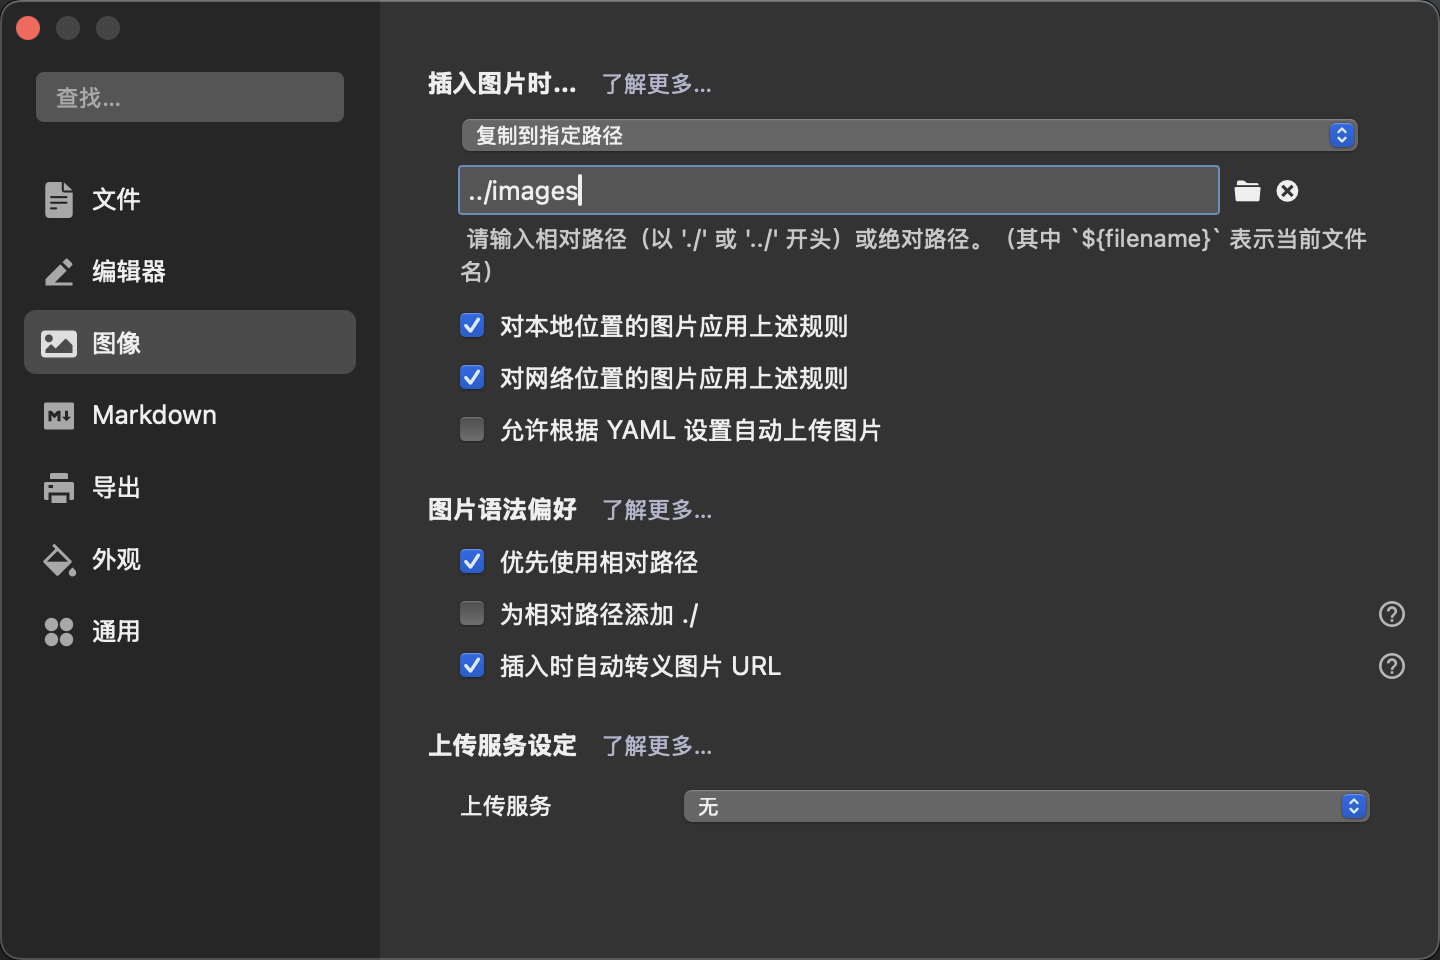 查找...
文件
编辑器
图像
Markdown
导出
外观
通用
插入图片时... 了解更多...
复制到指定路径
../images
请输入相对路径（以 './' 或 '../' 开头）或绝对路径。（其中 `${filename}` 表示当前文件
名）
对本地位置的图片应用上述规则
对网络位置的图片应用上述规则
允许根据 YAML 设置自动上传图片
图片语法偏好 了解更多...
优先使用相对路径
为相对路径添加 ./
插入时自动转义图片 URL
上传服务设定 了解更多...
上传服务 无